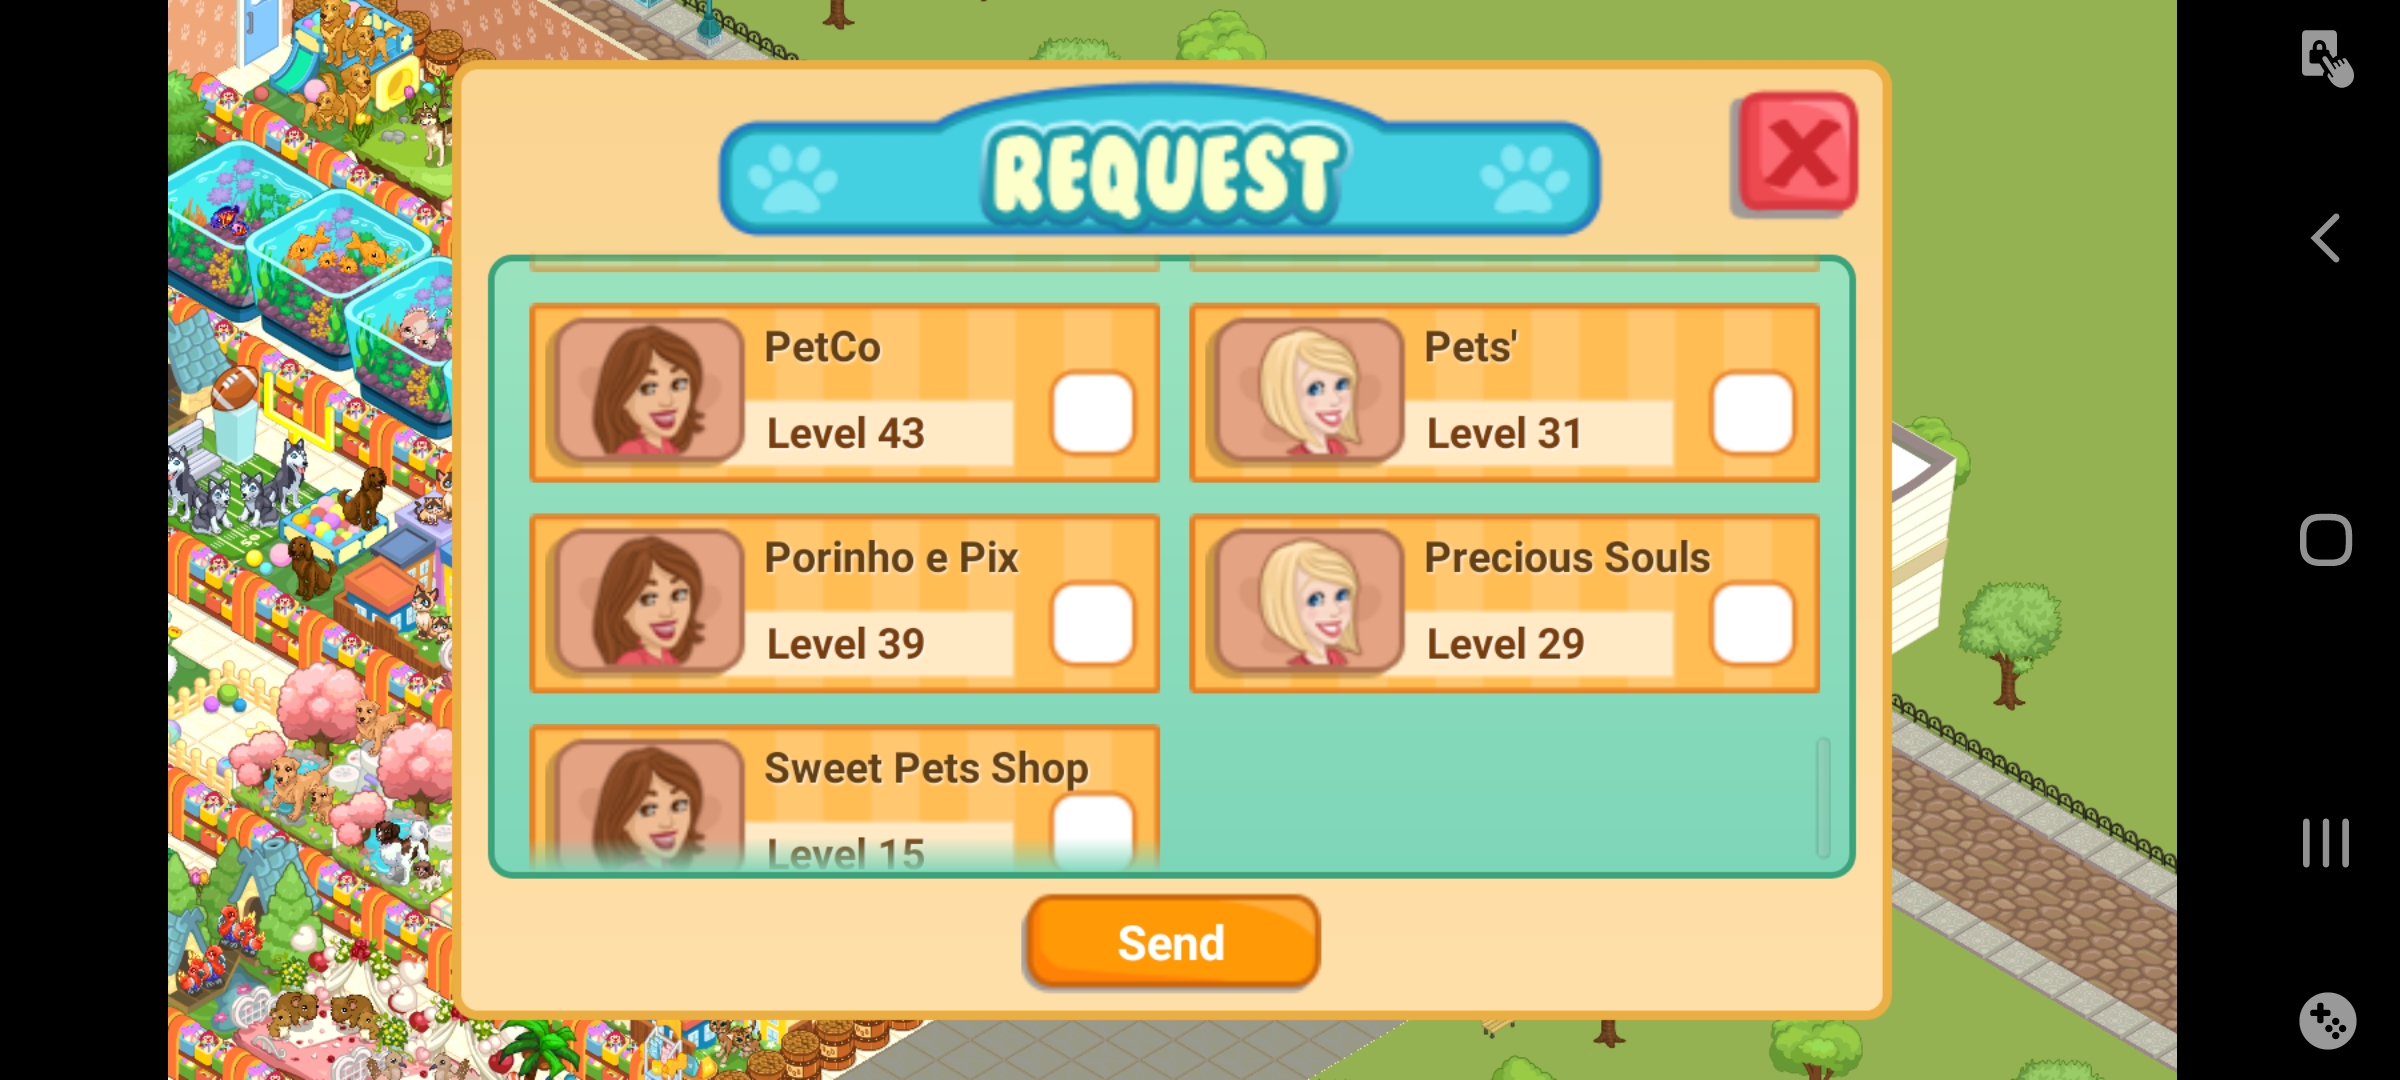 REQUEST
PetCo
Level 43
Pets'
Level 31
Porinho e Pix
Level 39
Precious Souls
Level 29
Sweet Pets Shop
Level 15
Send